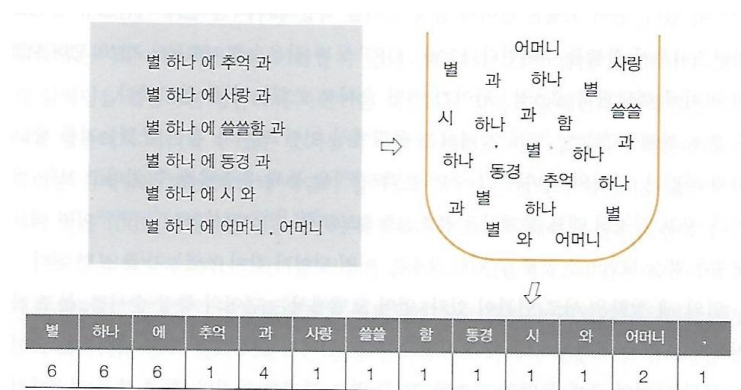 별 하나 에 추억 과
별 하나 에 사랑 과
별 하나 에 쓸쓸함 과
별 하나 에 동경 과
별 하나 에 시 와
별 하나 에 어머니 , 어머니
어머니
별 과 하나 별 사랑
시 하나 과 함 쓸쓸
하나 동경 별 하나 과
과 별 추억 하나
별 하나 별
와 어머니
별 하나 에 추억 과 사랑 쓸쓸 함 동경 시 와 어머니 ,
6 6 6 1 4 1 1 1 1 1 1 2 1